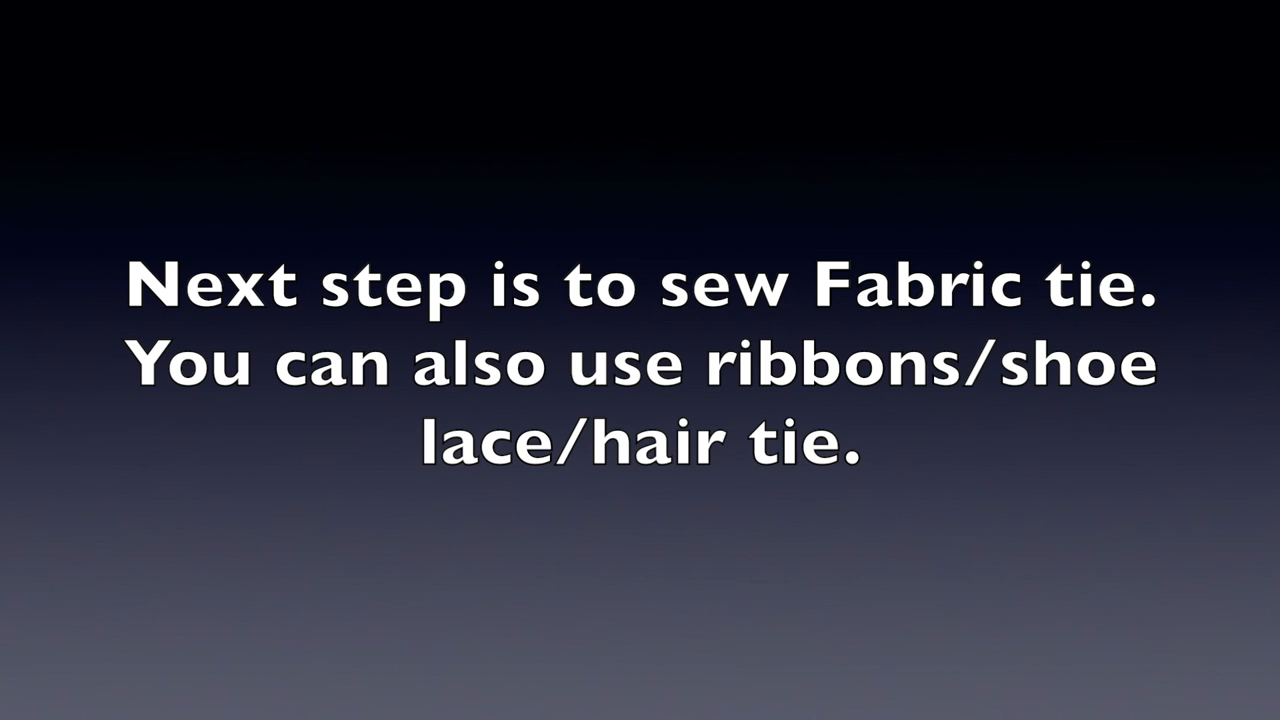 Next step is to sew Fabric tie.
You can also use ribbons/shoe
lace/hair tie.